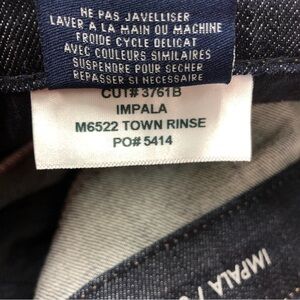 NE PAS JAVELLISER
LAVER A LA MAIN OU MACHINE
FROIDE CYCLE DELICAT
AVEC COULEURS SIMILAIRES
SUSPENDRE POUR SECHER
REPASSER SI NECESSAIRE
CUT# 3761B
IMPALA
M6522 TOWN RINSE
PO# 5414
IMPALA /